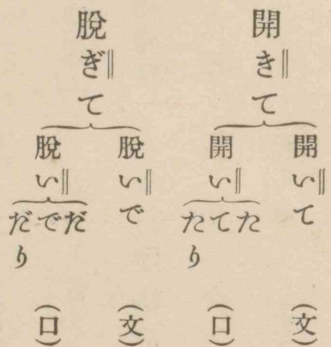 開きて
開いて（文）
開い
た
て
たり
（口）
脱ぎて
脱いで（文）
脱い
だ
で
だり
（口）